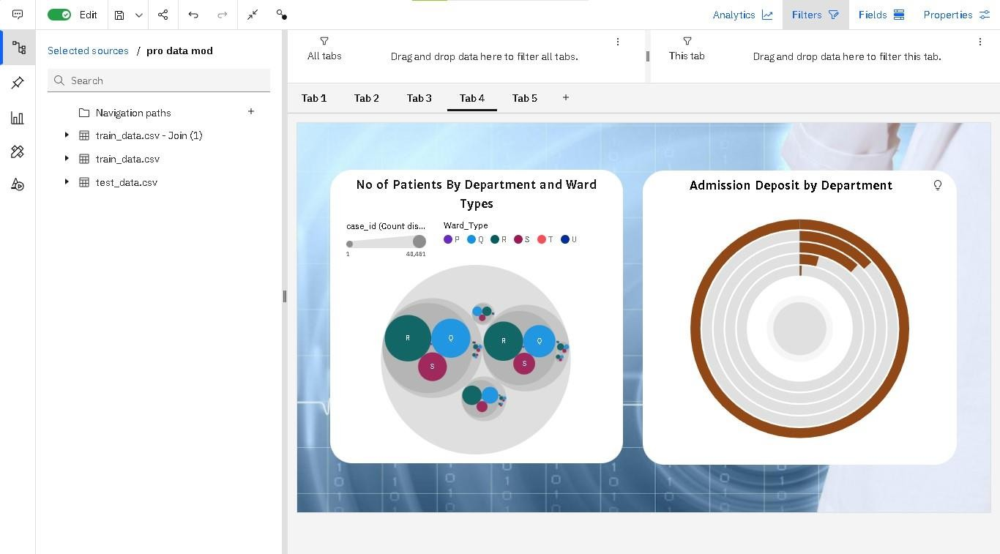 Edit
Analytics
Filters
Fields
Properties
Selected sources / pro data mod
Search
Navigation paths
train_data.csv - Join (1)
train_data.csv
test_data.csv
All tabs
Drag and drop data here to filter all tabs.
This tab
Drag and drop data here to filter this tab.
Tab 1
Tab 2
Tab 3
Tab 4
Tab 5
No of Patients By Department and Ward
Types
case_id (Count dis...
1
40,461
Ward_Type
P Q R S T U
R Q
S
R Q
S
Admission Deposit by Department